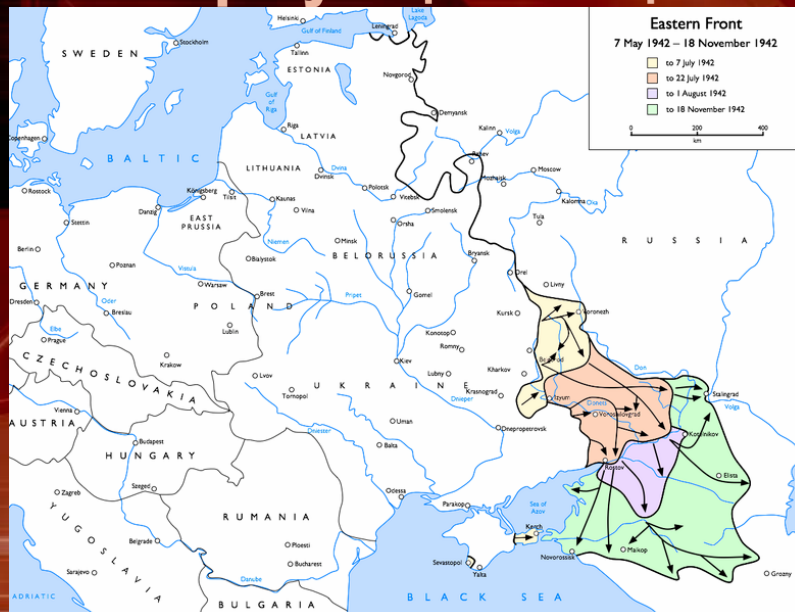 Eastern Front
7 May 1942 – 18 November 1942
to 7 July 1942
to 22 July 1942
to 1 August 1942
to 18 November 1942
0 200 400
km
Helsinki
Lake
Lagoda
Gulf of Finland
Leningrad
SWEDEN
Stockholm
Tallinn
ESTONIA
Novgorod
Gulf
of
Riga
Demyansk
Riga
LATVIA
Kalinin
Volga
Copenhagen
BALTIC
Rzhev
LITHUANIA
Dvina
Dvinsk
Mozhaisk
Moscow
Polotsk
Vitebsk
Kalomna
Oka
Rostock
Königsberg
Tilsit
Kaunas
Vilna
Smolensk
Danzig
EAST
PRUSSIA
Orsha
Tula
Stettin
Niemen
Minsk
RUSSIA
Berlin
Bialystok
BELORUSSIA
Bryansk
Poznan
Vistula
Orel
Livny
GERMANY
Warsaw
Brest
Pripet
Gomel
Dresden
Oder
Breslau
POLAND
Kursk
Voronezh
Elbe
Lublin
Konotop
Prague
Romny
Belgorod
Krakow
Kiev
Don
CZECHOSLOVAKIA
Lvov
Lubny
Kharkov
Tarnopol
UKRAINE
Krasnograd
Stalingrad
Dnieper
Izyum
Donets
Volga
Vienna
Voroshilovgrad
AUSTRIA
Uman
Dnepropetrovsk
Dniester
Kotelnikov
Budapest
Balta
HUNGARY
Rostov
Elista
Zagreb
Szeged
Odessa
Sea of
Azov
Parakop
YUGOSLAVIA
RUMANIA
Kerch
Belgrade
Ploesti
Maikop
Novorossisk
Bucharest
Sevastopol
Yalta
Grozny
Sarajevo
Danube
ADRIATIC
BULGARIA
BLACK SEA